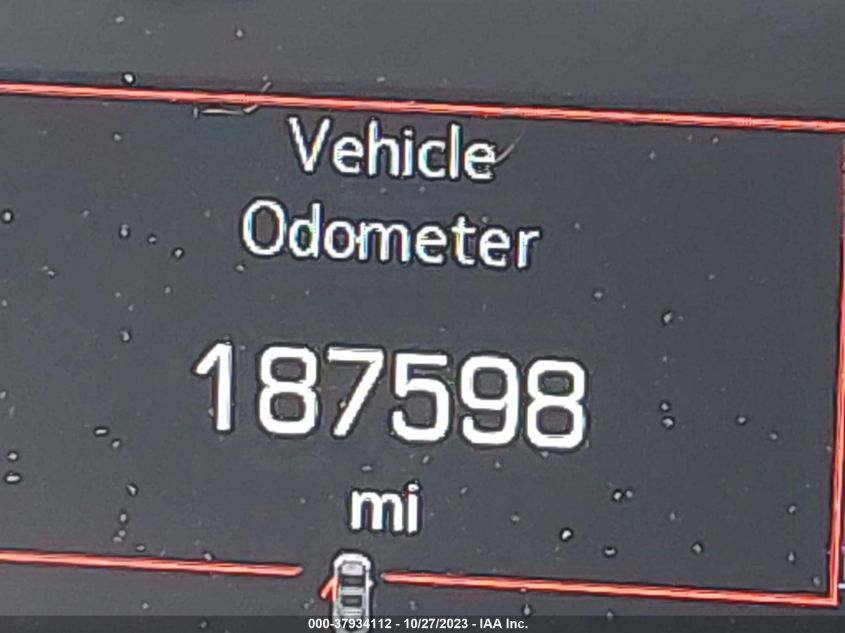 Vehicle
Odometer
187598
mi
000-37934112 - 10/27/2023 - IAA Inc.